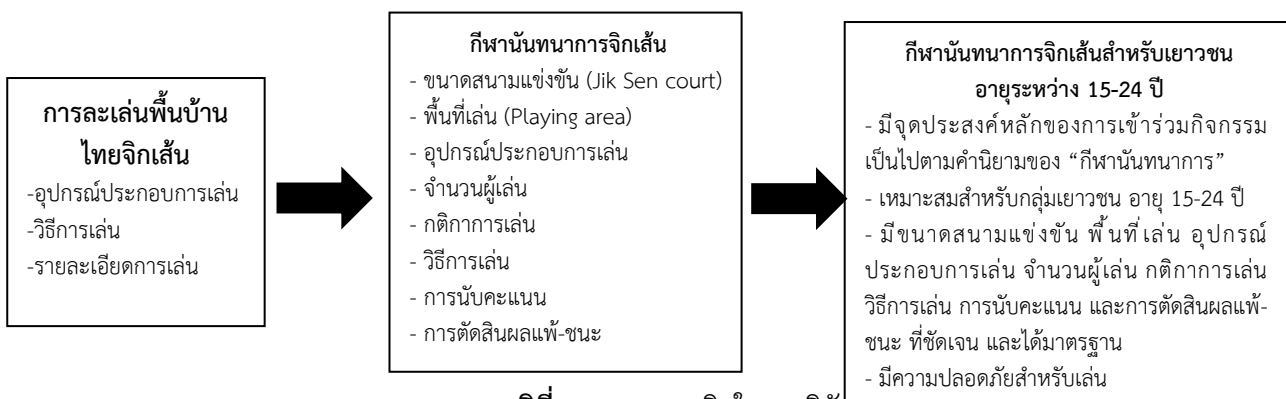 การละเล่นพื้นบ้าน
ไทยจิกเส้น
-อุปกรณ์ประกอบการเล่น
-วิธีการเล่น
-รายละเอียดการเล่น
กีฬานันทนาการจิกเส้น
- ขนาดสนามแข่งขัน (Jik Sen court)
- พื้นที่เล่น (Playing area)
- อุปกรณ์ประกอบการเล่น
- จำนวนผู้เล่น
- กติกาการเล่น
- วิธีการเล่น
- การนับคะแนน
- การตัดสินผลแพ้-ชนะ
กีฬานันทนาการจิกเส้นสำหรับเยาวชน
อายุระหว่าง 15-24 ปี
- มีจุดประสงค์หลักของการเข้าร่วมกิจกรรม
เป็นไปตามคำนิยามของ “กีฬานันทนาการ”
- เหมาะสมสำหรับกลุ่มเยาวชน อายุ 15-24 ปี
- มีขนาดสนามแข่งขัน พื้นที่เล่น อุปกรณ์
ประกอบการเล่น จำนวนผู้เล่น กติกาการเล่น
วิธีการเล่น การนับคะแนน และการตัดสินผลแพ้-
ชนะ ที่ชัดเจน และได้มาตรฐาน
- มีความปลอดภัยสำหรับเล่น